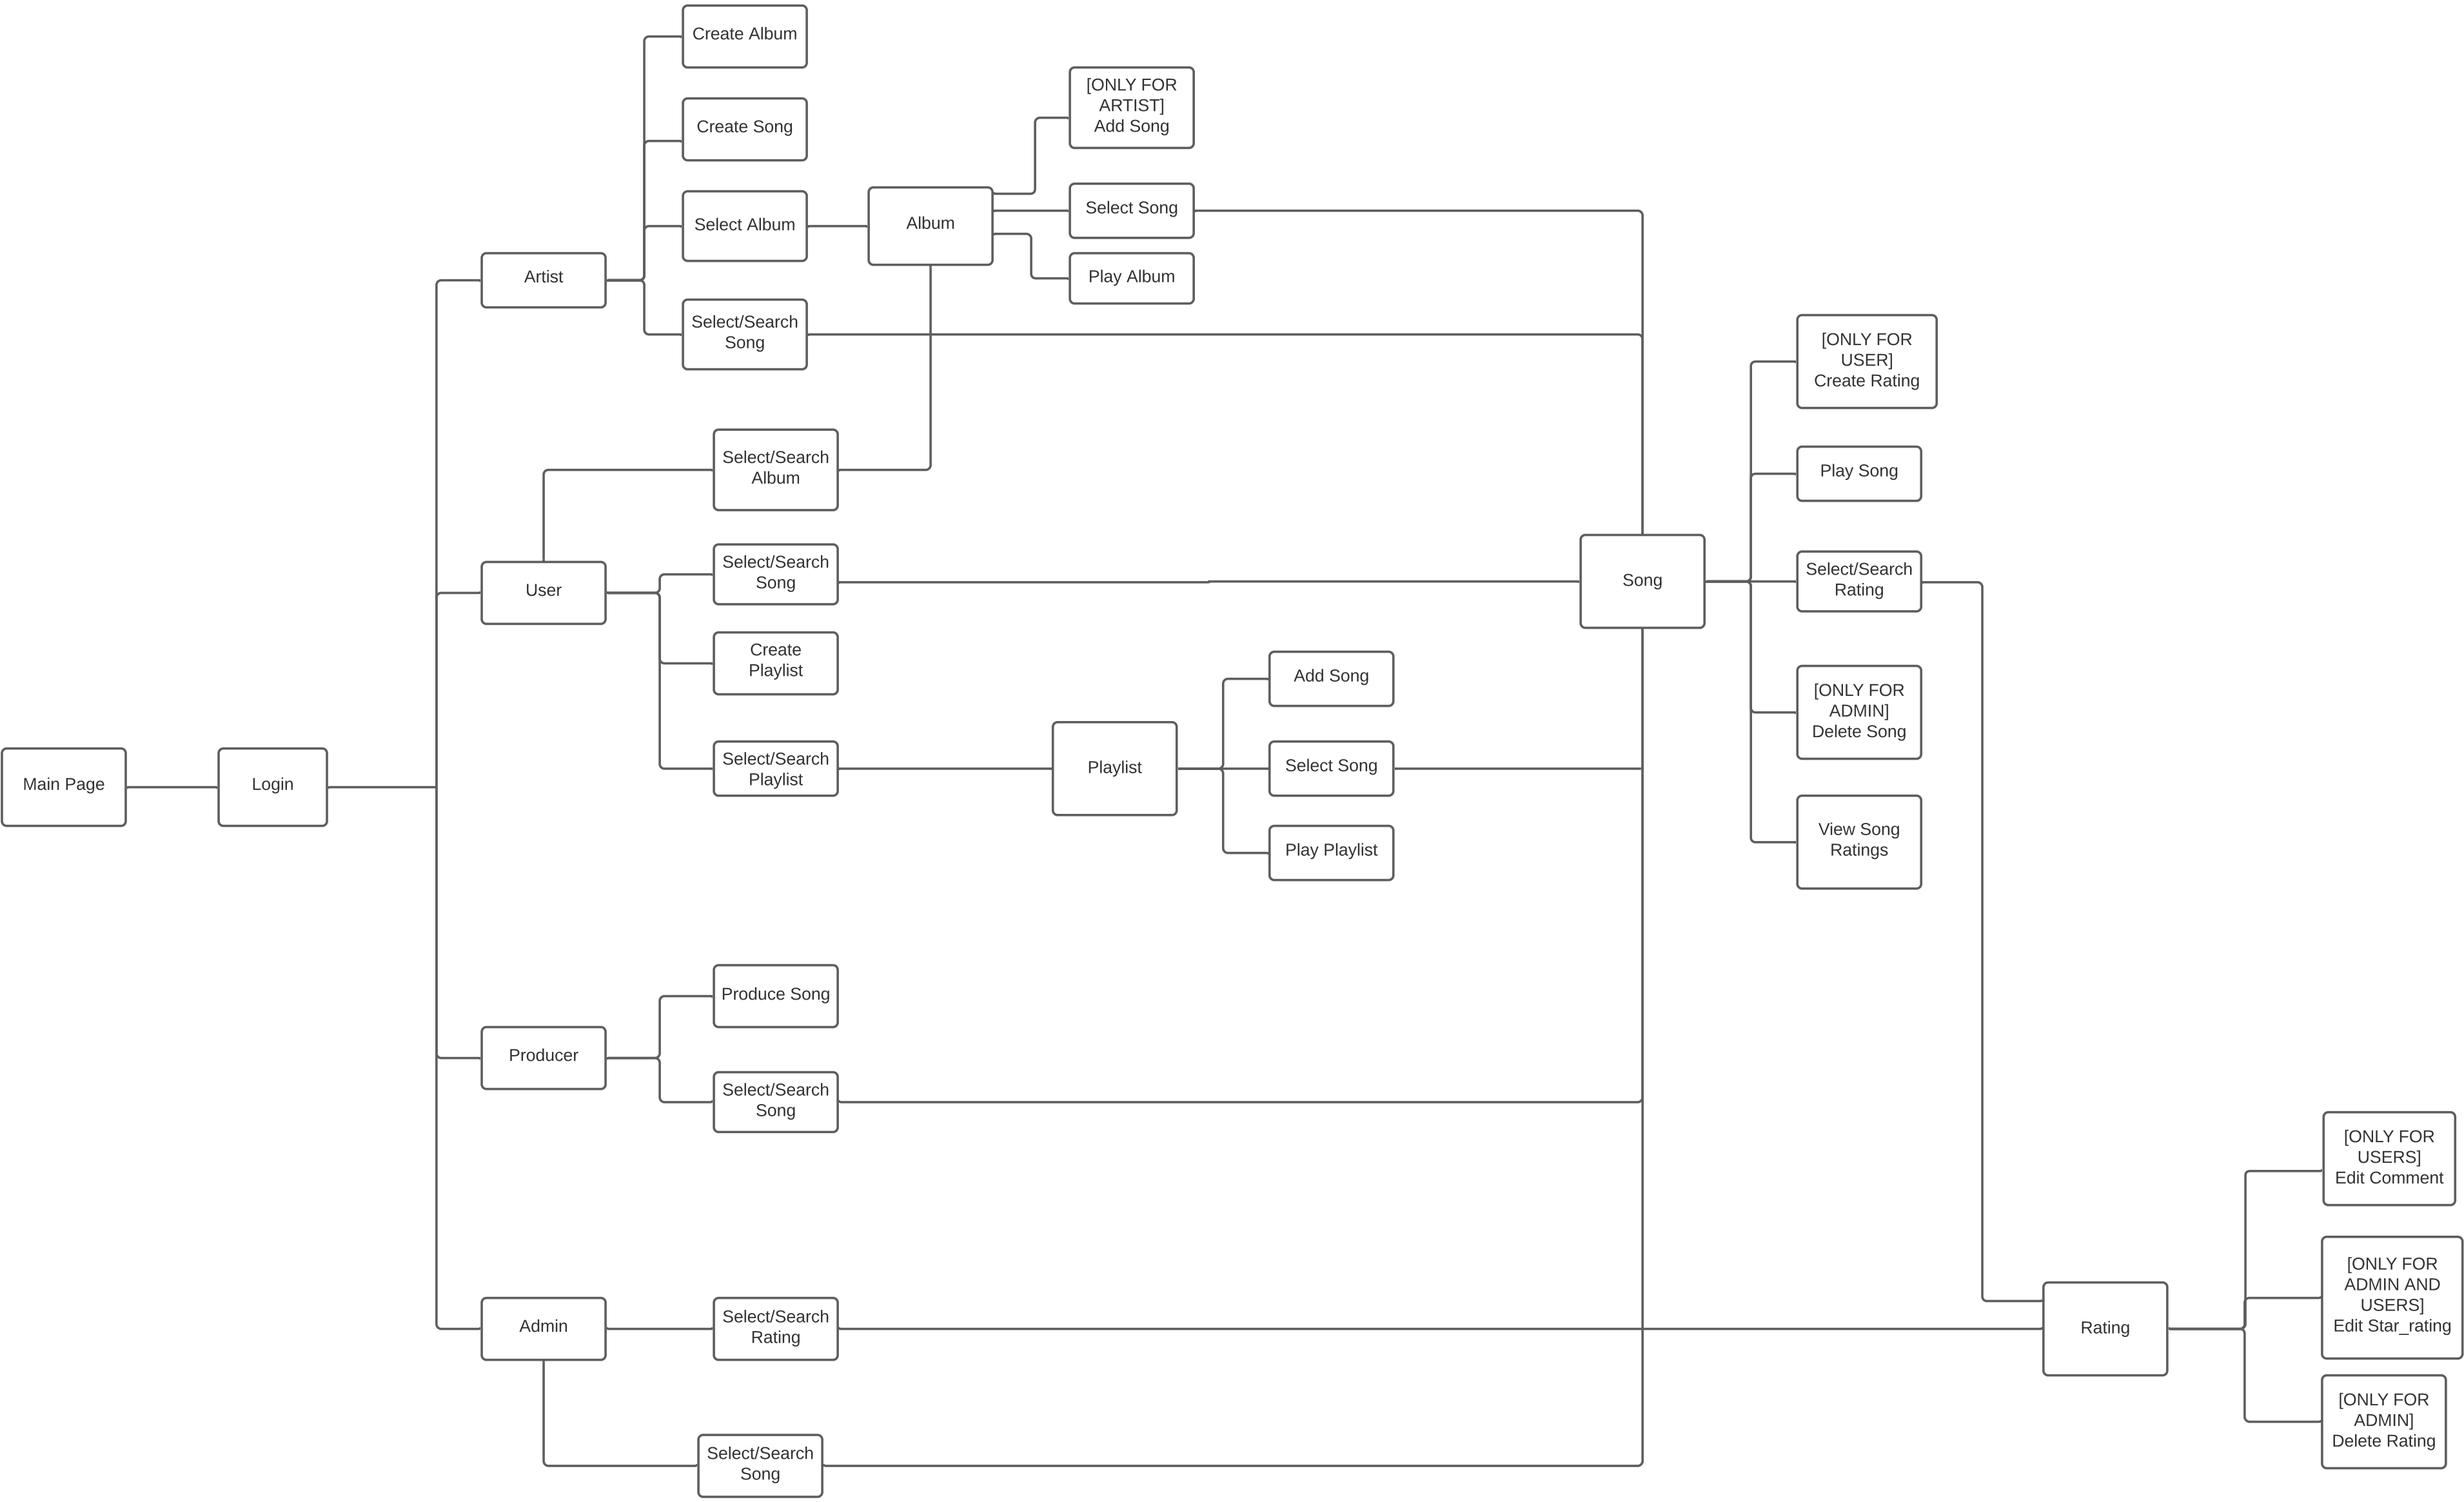 Create Album
Create Song
Select Album
Select/Search
Song
Album
[ONLY FOR
ARTIST]
Add Song
Select Song
Play Album
Artist
Select/Search
Album
User
Select/Search
Song
Create
Playlist
Select/Search
Playlist
Main Page
Login
Playlist
Add Song
Select Song
Play Playlist
Song
[ONLY FOR
USER]
Create Rating
Play Song
Select/Search
Rating
[ONLY FOR
ADMIN]
Delete Song
View Song
Ratings
Producer
Produce Song
Select/Search
Song
Admin
Select/Search
Rating
Select/Search
Song
Rating
[ONLY FOR
USERS]
Edit Comment
[ONLY FOR
ADMIN AND
USERS]
Edit Star_rating
[ONLY FOR
ADMIN]
Delete Rating